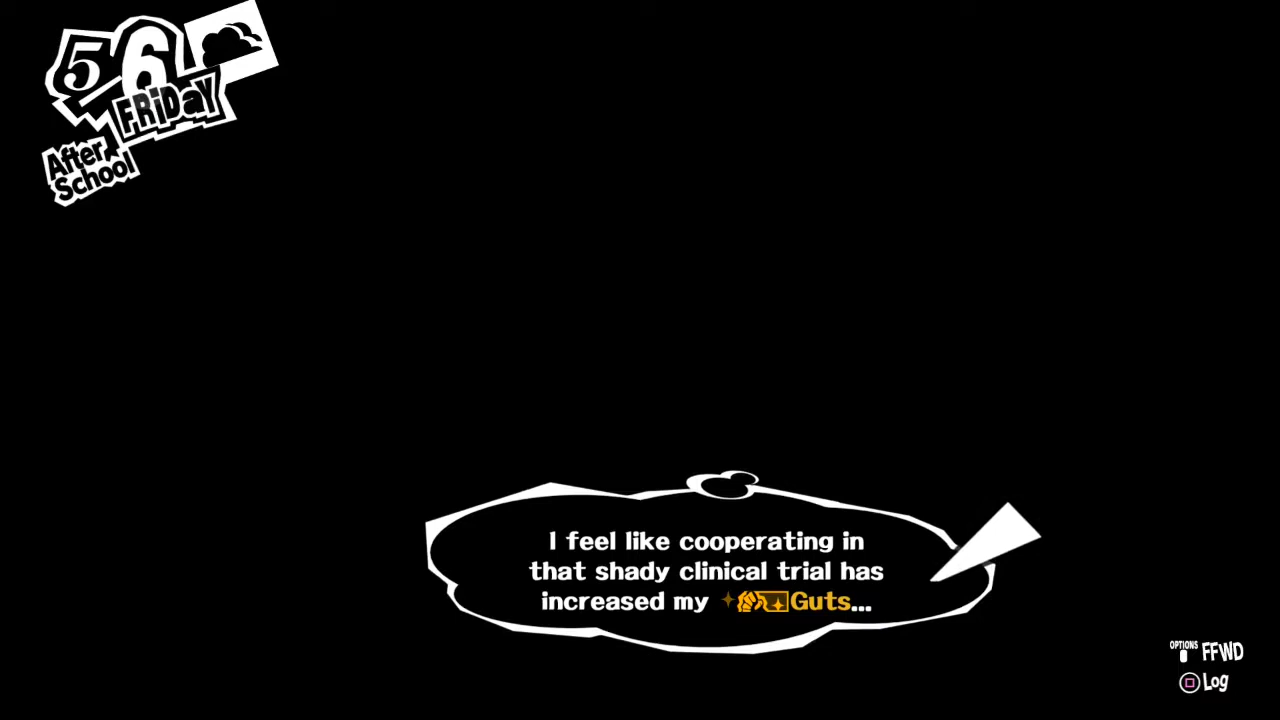 5/6
FRiDaY
After
School
I feel like cooperating in
that shady clinical trial has
increased my Guts...
OPTIONS FFWD
Log